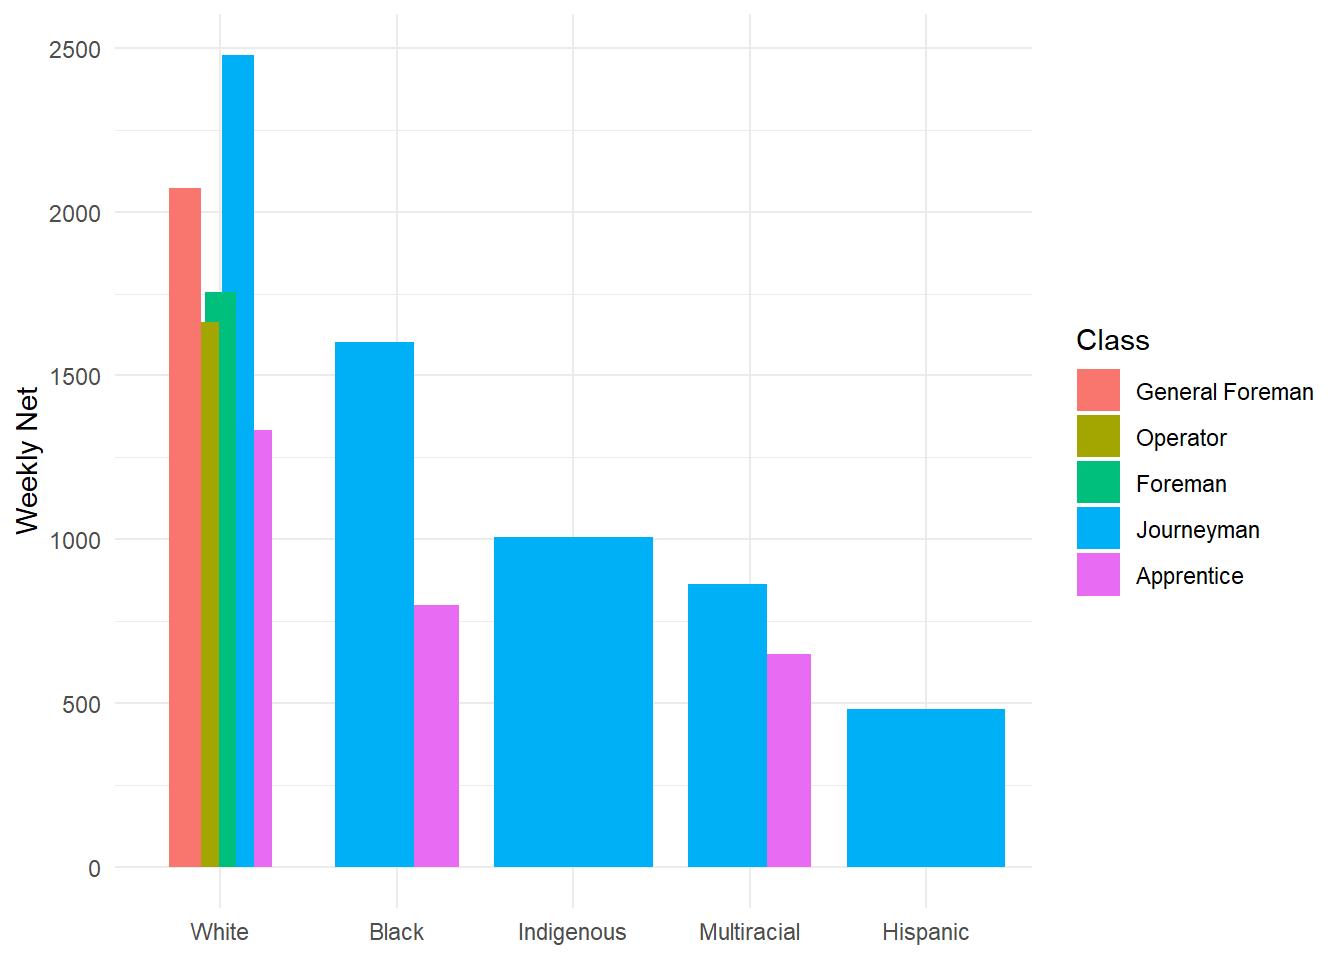 2500
2000
1500
1000
500
0
Weekly Net
White
Black
Indigenous
Multiracial
Hispanic
Class
General Foreman
Operator
Foreman
Journeyman
Apprentice